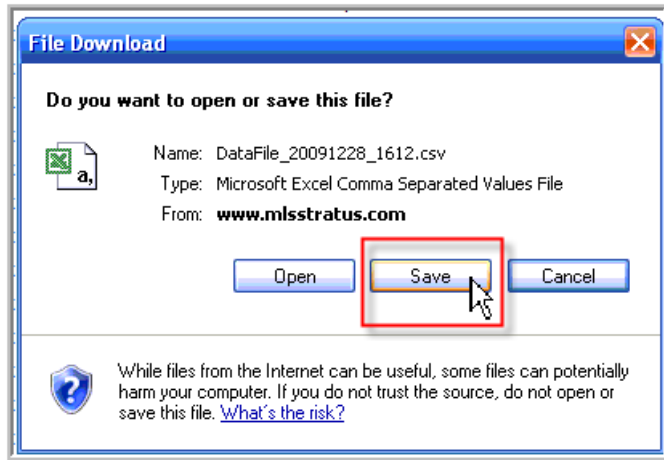 File Download
Do you want to open or save this file?
a,
Name: DataFile_20091228_1612.csv
Type: Microsoft Excel Comma Separated Values File
From: www.mlsstratus.com
Open Save Cancel
While files from the Internet can be useful, some files can potentially
harm your computer. If you do not trust the source, do not open or
save this file. What's the risk?